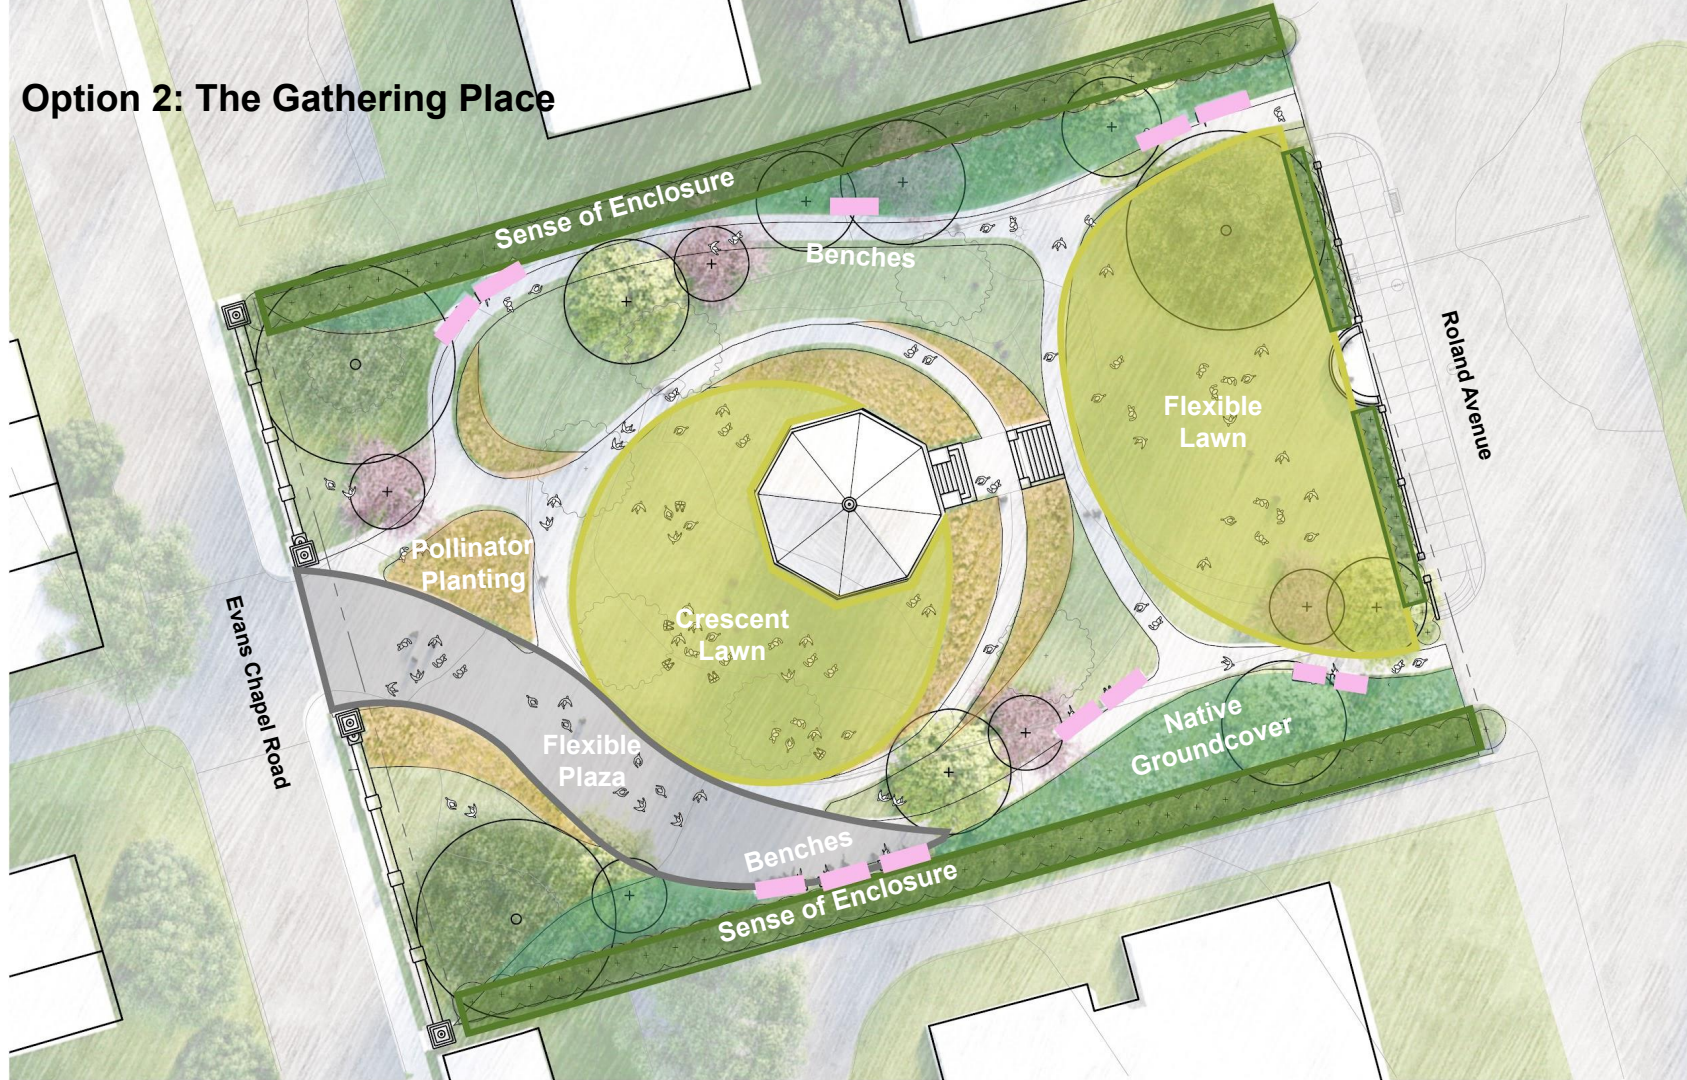 Option 2: The Gathering Place
Sense of Enclosure
Benches
Roland Avenue
Flexible
Lawn
Pollinator
Planting
Crescent
Lawn
Evans Chapel Road
Flexible
Plaza
Native
Groundcover
Benches
Sense of Enclosure